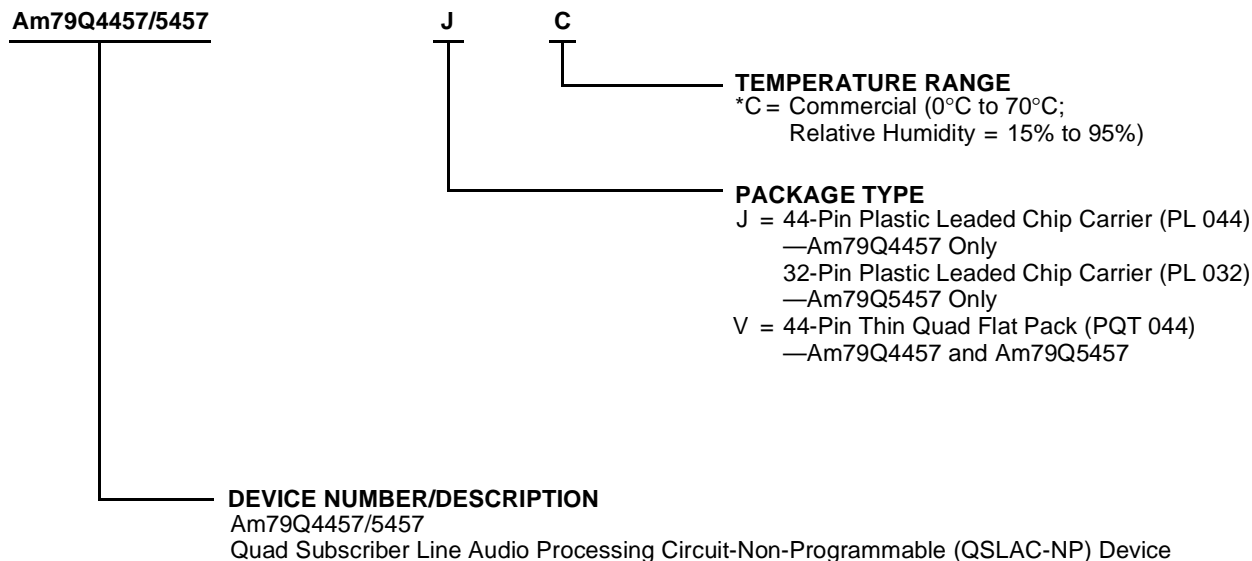 Am79Q4457/5457 J C
TEMPERATURE RANGE
*C = Commercial (0°C to 70°C;
Relative Humidity = 15% to 95%)
PACKAGE TYPE
J = 44-Pin Plastic Leaded Chip Carrier (PL 044)
—Am79Q4457 Only
32-Pin Plastic Leaded Chip Carrier (PL 032)
—Am79Q5457 Only
V = 44-Pin Thin Quad Flat Pack (PQT 044)
—Am79Q4457 and Am79Q5457
DEVICE NUMBER/DESCRIPTION
Am79Q4457/5457
Quad Subscriber Line Audio Processing Circuit-Non-Programmable (QSLAC-NP) Device